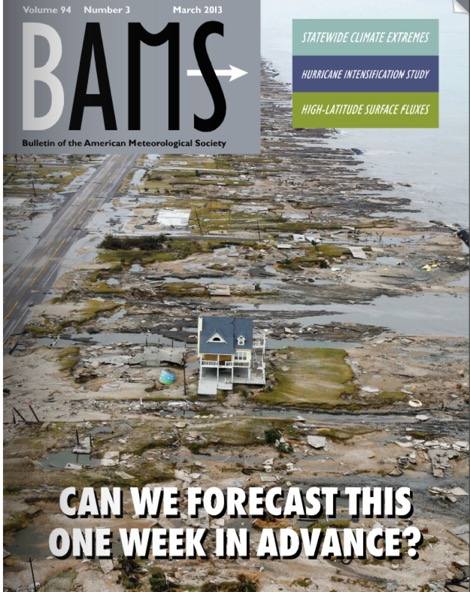 Volume 94 Number 3 March 2013
BAMS
Bulletin of the American Meteorological Society
STATEWIDE CLIMATE EXTREMES
HURRICANE INTENSIFICATION STUDY
HIGH-LATITUDE SURFACE FLUXES
CAN WE FORECAST THIS
ONE WEEK IN ADVANCE?